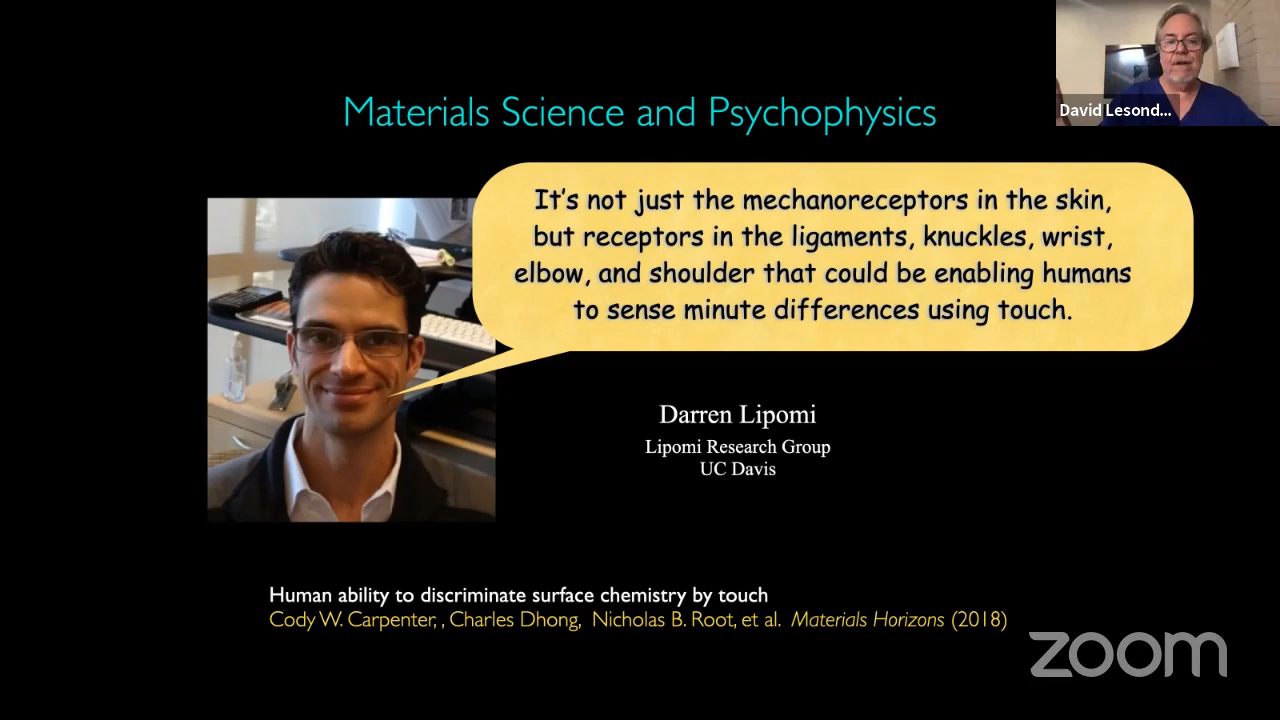 David Lesond...
Materials Science and Psychophysics
It's not just the mechanoreceptors in the skin,
but receptors in the ligaments, knuckles, wrist,
elbow, and shoulder that could be enabling humans
to sense minute differences using touch.
Darren Lipomi
Lipomi Research Group
UC Davis
Human ability to discriminate surface chemistry by touch
Cody W. Carpenter, , Charles Dhong, Nicholas B. Root, et al. Materials Horizons (2018)
zoom